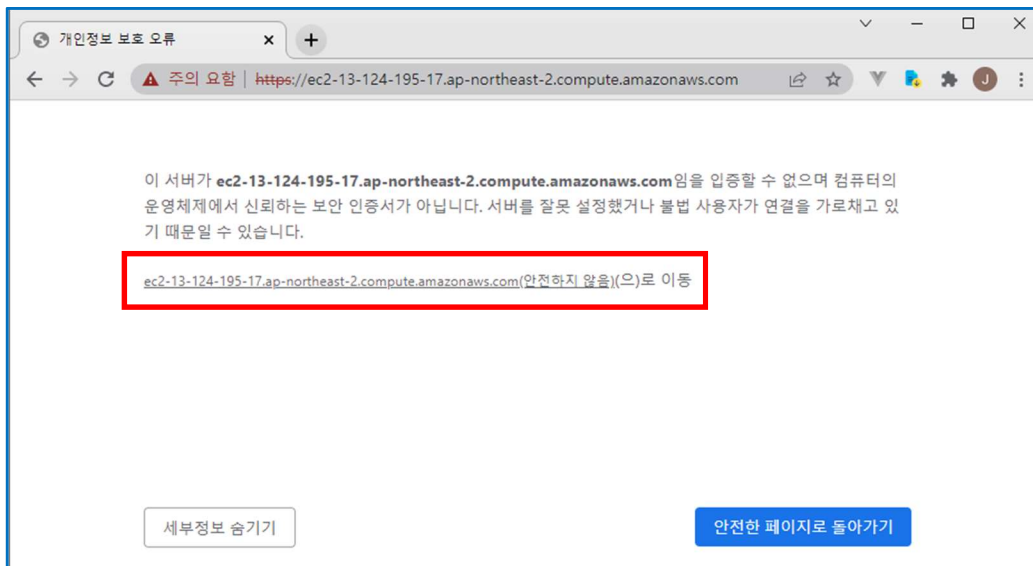 개인정보 보호 오류
주의 요함 | https://ec2-13-124-195-17.ap-northeast-2.compute.amazonaws.com
J
이 서버가 ec2-13-124-195-17.ap-northeast-2.compute.amazonaws.com임을 입증할 수 없으며 컴퓨터의
운영체제에서 신뢰하는 보안 인증서가 아닙니다. 서버를 잘못 설정했거나 불법 사용자가 연결을 가로채고 있
기 때문일 수 있습니다.
ec2-13-124-195-17.ap-northeast-2.compute.amazonaws.com(안전하지 않음)(으)로 이동
세부정보 숨기기
안전한 페이지로 돌아가기